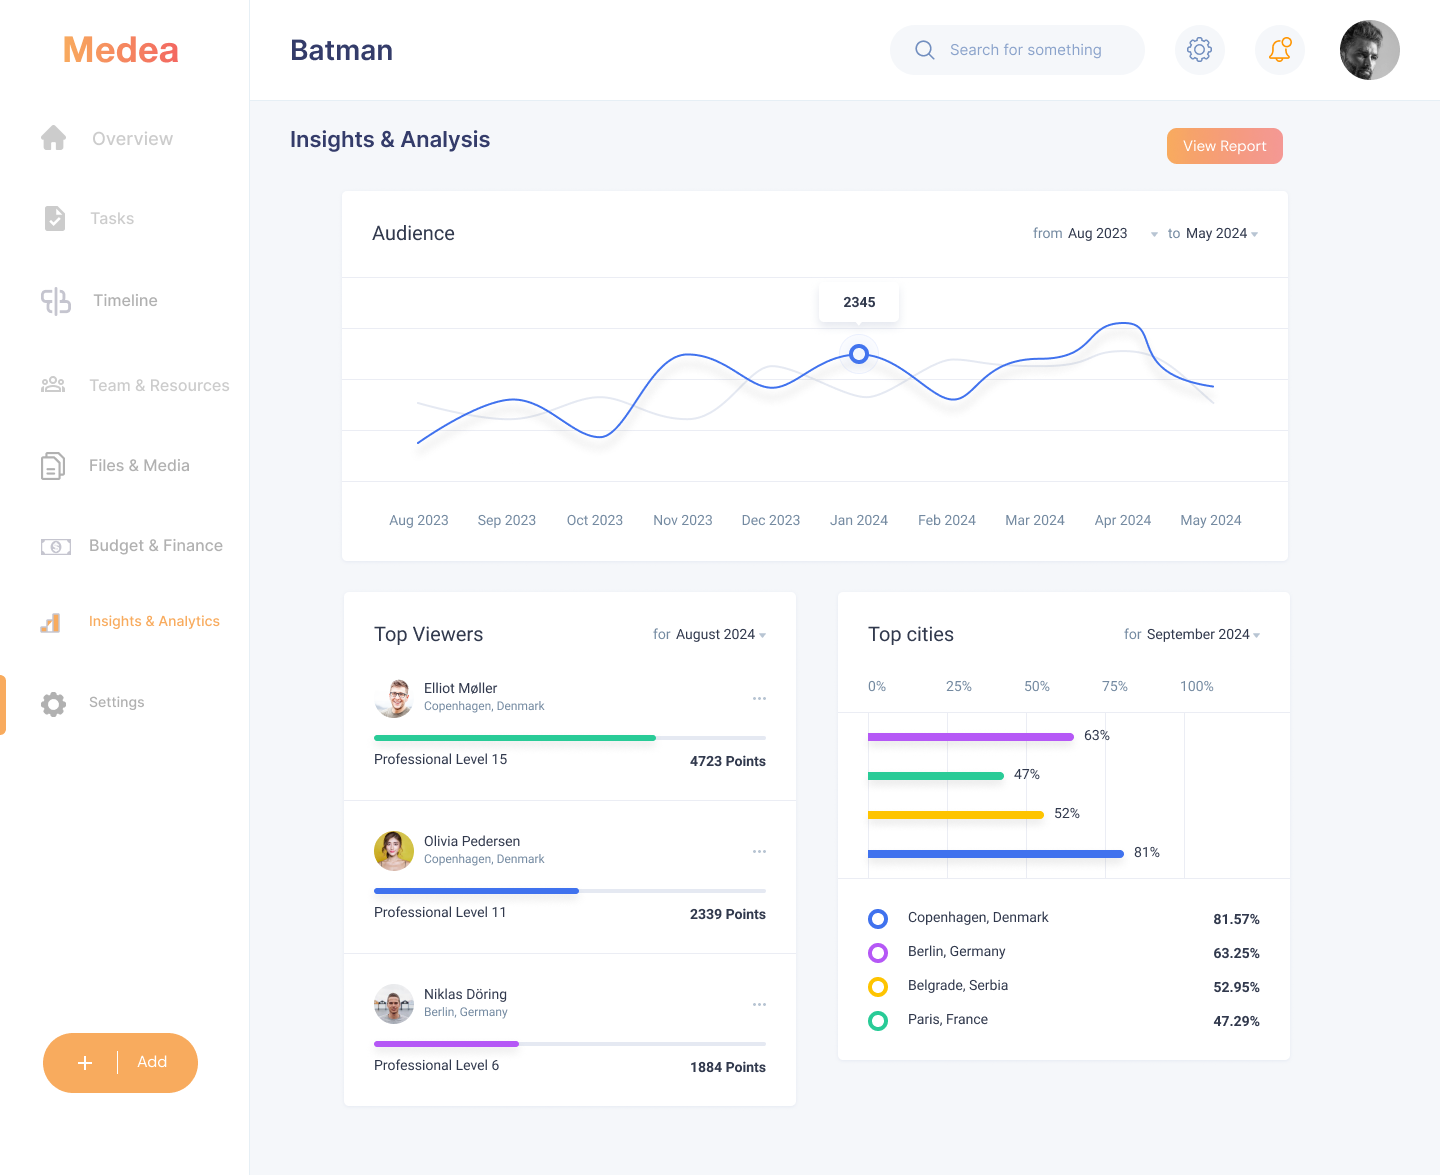 Medea
Batman
Search for something
Overview
Tasks
Timeline
Team & Resources
Files & Media
Budget & Finance
Insights & Analytics
Settings
+ Add
Insights & Analysis
View Report
Audience
from Aug 2023 to May 2024
2345
Aug 2023 Sep 2023 Oct 2023 Nov 2023 Dec 2023 Jan 2024 Feb 2024 Mar 2024 Apr 2024 May 2024
Top Viewers
for August 2024
Elliot Møller
Copenhagen, Denmark
Professional Level 15
4723 Points
Olivia Pedersen
Copenhagen, Denmark
Professional Level 11
2339 Points
Niklas Döring
Berlin, Germany
Professional Level 6
1884 Points
Top cities
for September 2024
0% 25% 50% 75% 100%
63%
47%
52%
81%
Copenhagen, Denmark 81.57%
Berlin, Germany 63.25%
Belgrade, Serbia 52.95%
Paris, France 47.29%